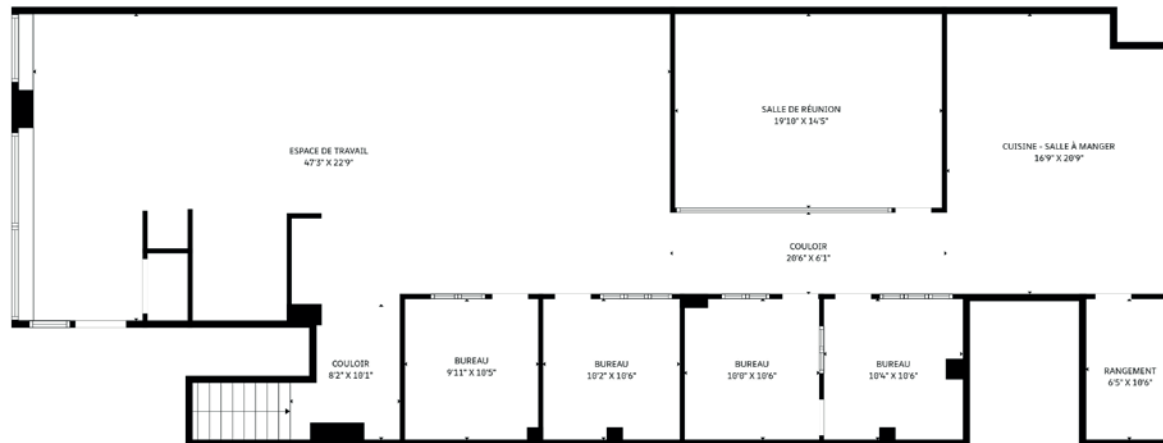 SALLE DE RÉUNION
19'10" X 14'5"
ESPACE DE TRAVAIL
47'3" X 22'9"
CUISINE - SALLE À MANGER
16'9" X 20'9"
COULOIR
20'6" X 6'1"
COULOIR
8'2" X 10'1"
BUREAU
9'11" X 10'5"
BUREAU
10'2" X 10'6"
BUREAU
10'0" X 10'6"
BUREAU
10'4" X 10'6"
RANGEMENT
6'5" X 10'6"